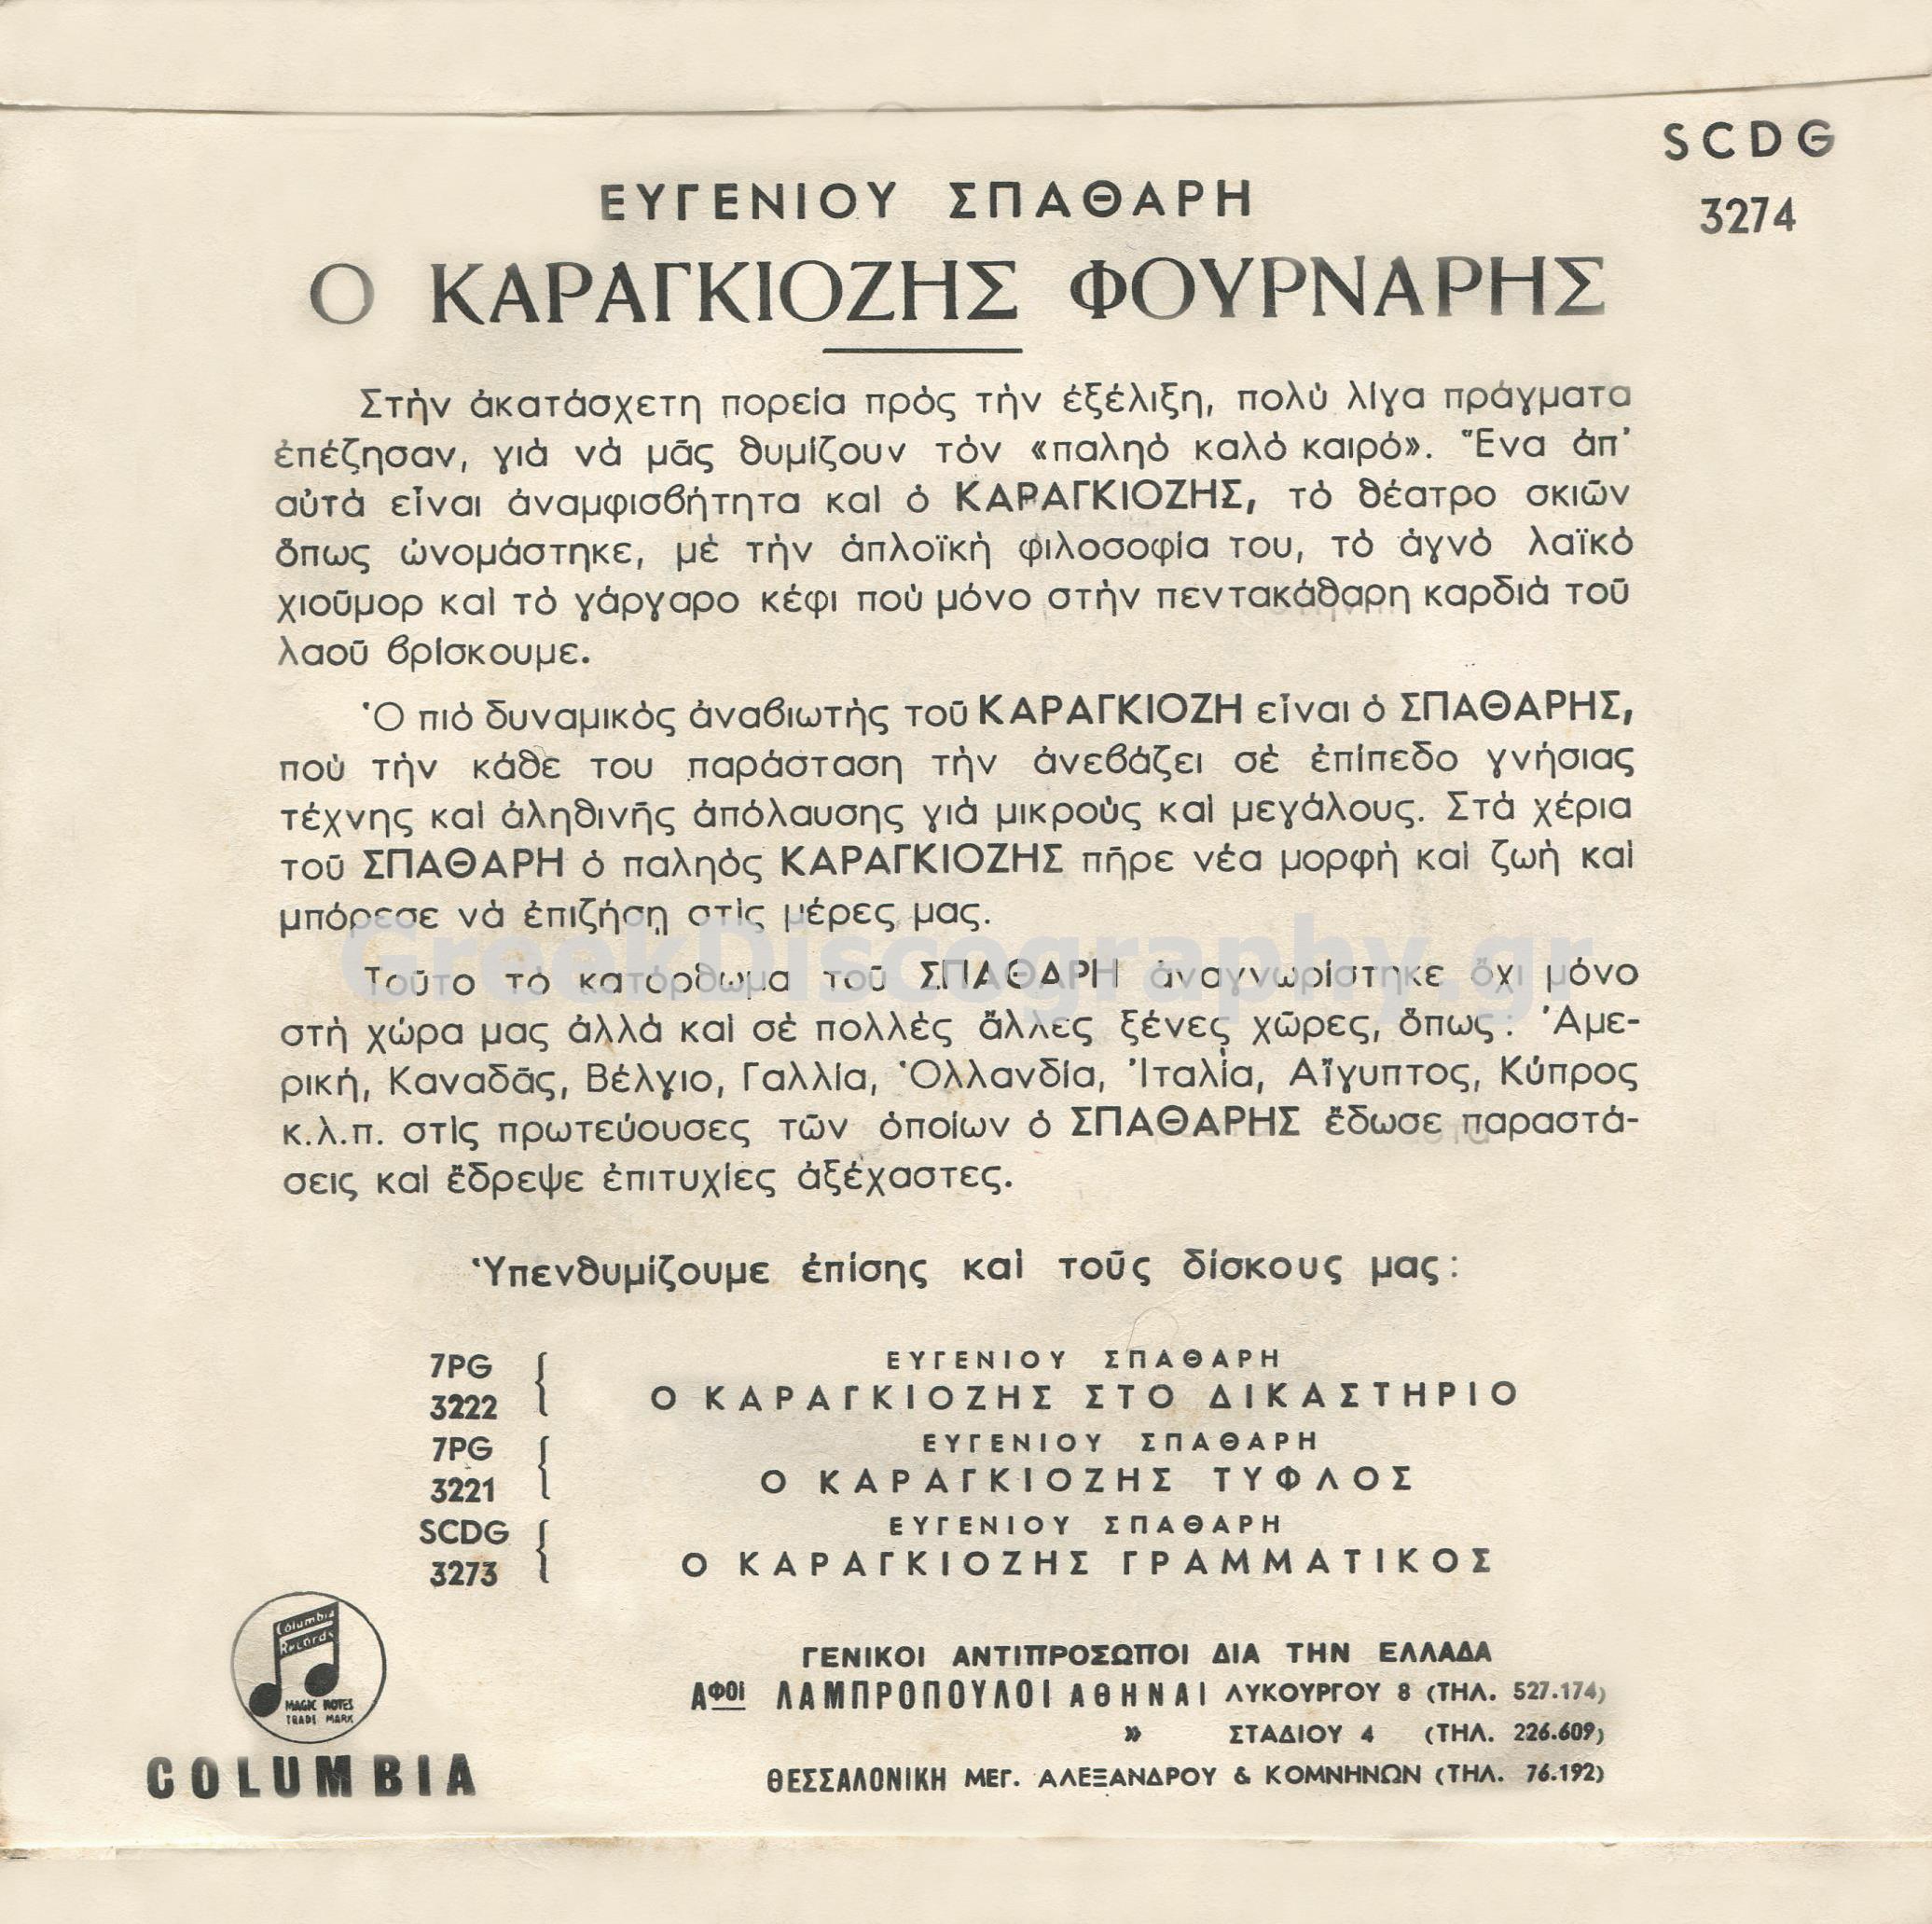 SCDG
3274
ΕΥΓΕΝΙΟΥ ΣΠΑΘΑΡΗ
Ο ΚΑΡΑΓΚΙΟΖΗΣ ΦΟΥΡΝΑΡΗΣ
Στὴν ἀκατάσχετη πορεία πρὸς τὴν ἐξέλιξη, πολὺ λίγα πράγματα
ἐπέζησαν, γιὰ νὰ μᾶς θυμίζουν τὸν «παληὸ καλὸ καιρό». Ἕνα ἀπ᾿
αὐτὰ εἶναι ἀναμφισβήτητα καὶ ὁ ΚΑΡΑΓΚΙΟΖΗΣ, τὸ θέατρο σκιῶν
ὅπως ὠνομάστηκε, μὲ τὴν ἁπλοϊκὴ φιλοσοφία του, τὸ ἁγνὸ λαϊκὸ
χιοῦμορ καὶ τὸ γάργαρο κέφι ποὺ μόνο στὴν πεντακάθαρη καρδιὰ τοῦ
λαοῦ βρίσκουμε.
Ὁ πιὸ δυναμικὸς ἀναβιωτὴς τοῦ ΚΑΡΑΓΚΙΟΖΗ εἶναι ὁ ΣΠΑΘΑΡΗΣ,
ποὺ τὴν κάθε του παράσταση τὴν ἀνεβάζει σὲ ἐπίπεδο γνήσιας
τέχνης καὶ ἀληθινῆς ἀπόλαυσης γιὰ μικροὺς καὶ μεγάλους. Στὰ χέρια
τοῦ ΣΠΑΘΑΡΗ ὁ παληὸς ΚΑΡΑΓΚΙΟΖΗΣ πῆρε νέα μορφὴ καὶ ζωὴ καὶ
μπόρεσε νὰ ἐπιζήσῃ στὶς μέρες μας.
GreekDiscography.gr
Τοῦτο τὸ κατόρθωμα τοῦ ΣΠΑΘΑΡΗ ἀναγνωρίστηκε ὄχι μόνο
στὴ χώρα μας ἀλλὰ καὶ σὲ πολλὲς ἄλλες ξένες χῶρες, ὅπως: Ἀμε-
ρική, Καναδᾶς, Βέλγιο, Γαλλία, Ὁλλανδία, Ἰταλία, Αἴγυπτος, Κύπρος
κ.λ.π. στὶς πρωτεύουσες τῶν ὁποίων ὁ ΣΠΑΘΑΡΗΣ ἔδωσε παραστά-
σεις καὶ ἔδρεψε ἐπιτυχίες ἀξέχαστες.
Ὑπενθυμίζουμε ἐπίσης καὶ τοῦς δίσκους μας:
7PG
3222
ΕΥΓΕΝΙΟΥ ΣΠΑΘΑΡΗ
Ο ΚΑΡΑΓΚΙΟΖΗΣ ΣΤΟ ΔΙΚΑΣΤΗΡΙΟ
7PG
3221
ΕΥΓΕΝΙΟΥ ΣΠΑΘΑΡΗ
Ο ΚΑΡΑΓΚΙΟΖΗΣ ΤΥΦΛΟΣ
SCDG
3273
ΕΥΓΕΝΙΟΥ ΣΠΑΘΑΡΗ
Ο ΚΑΡΑΓΚΙΟΖΗΣ ΓΡΑΜΜΑΤΙΚΟΣ
Columbia
Records
MAGIC NOTES
TRADE MARK
COLUMBIA
ΓΕΝΙΚΟΙ ΑΝΤΙΠΡΟΣΩΠΟΙ ΔΙΑ ΤΗΝ ΕΛΛΑΔΑ
ΑΦΟΙ ΛΑΜΠΡΟΠΟΥΛΟΙ ΑΘΗΝΑΙ ΛΥΚΟΥΡΓΟΥ 8 (ΤΗΛ. 527.174)
» ΣΤΑΔΙΟΥ 4 (ΤΗΛ. 226.609)
ΘΕΣΣΑΛΟΝΙΚΗ ΜΕΓ. ΑΛΕΞΑΝΔΡΟΥ & ΚΟΜΝΗΝΩΝ (ΤΗΛ. 76.192)